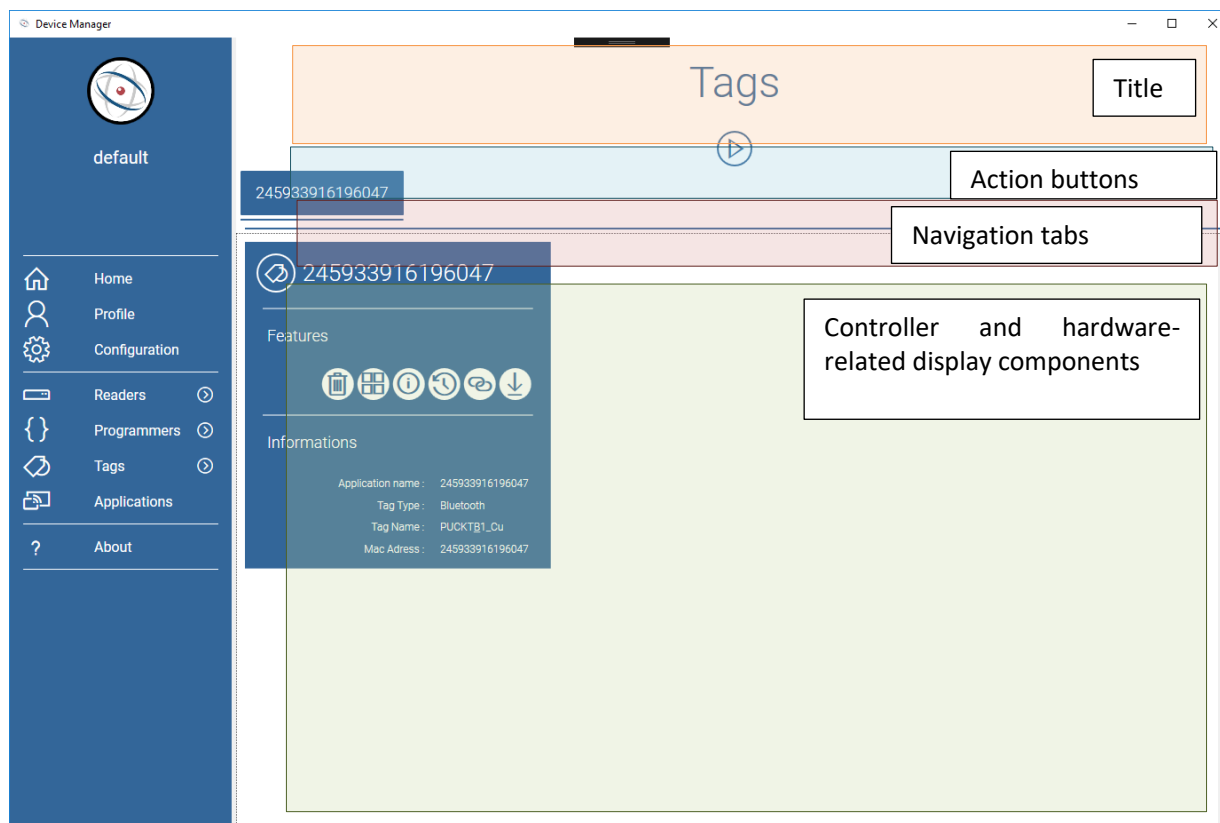 Device Manager
Tags
Title
default
Action buttons
245933916196047
Navigation tabs
245933916196047
Home
Profile
Configuration
Readers
Programmers
Tags
Applications
? About
Features
Informations
Application name : 245933916196047
Tag Type : Bluetooth
Tag Name : PUCKTB1_Cu
Mac Adress : 245933916196047
Controller and hardware-
related display components